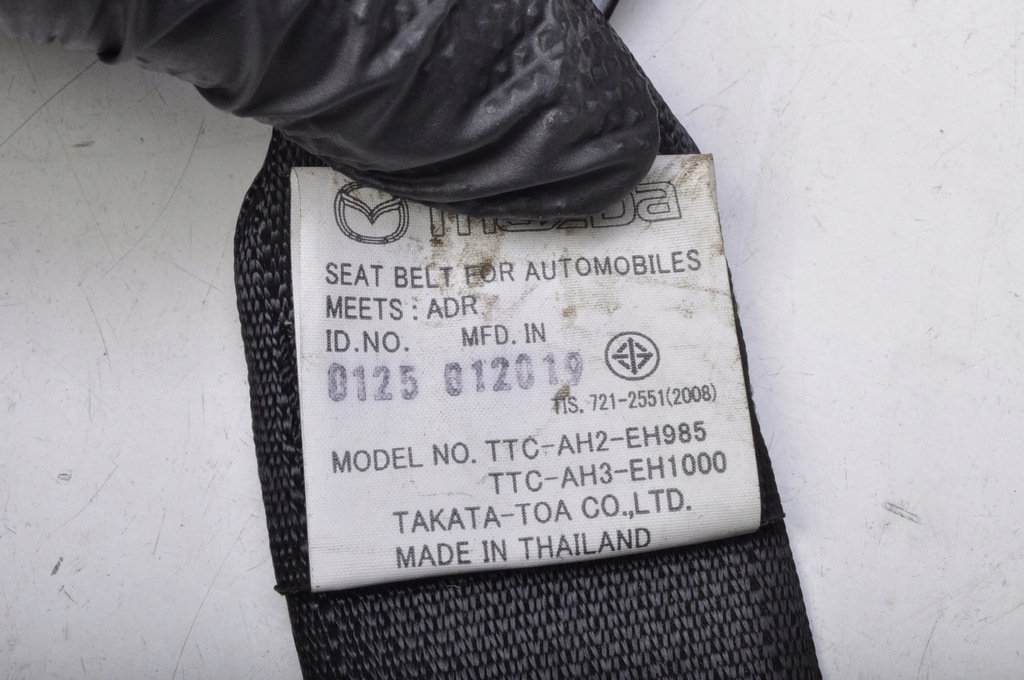 mazda
SEAT BELT FOR AUTOMOBILES
MEETS : ADR
ID.NO. MFD. IN
0125 012019
TIS. 721-2551(2008)
MODEL NO. TTC-AH2-EH985
TTC-AH3-EH1000
TAKATA-TOA CO.,LTD.
MADE IN THAILAND